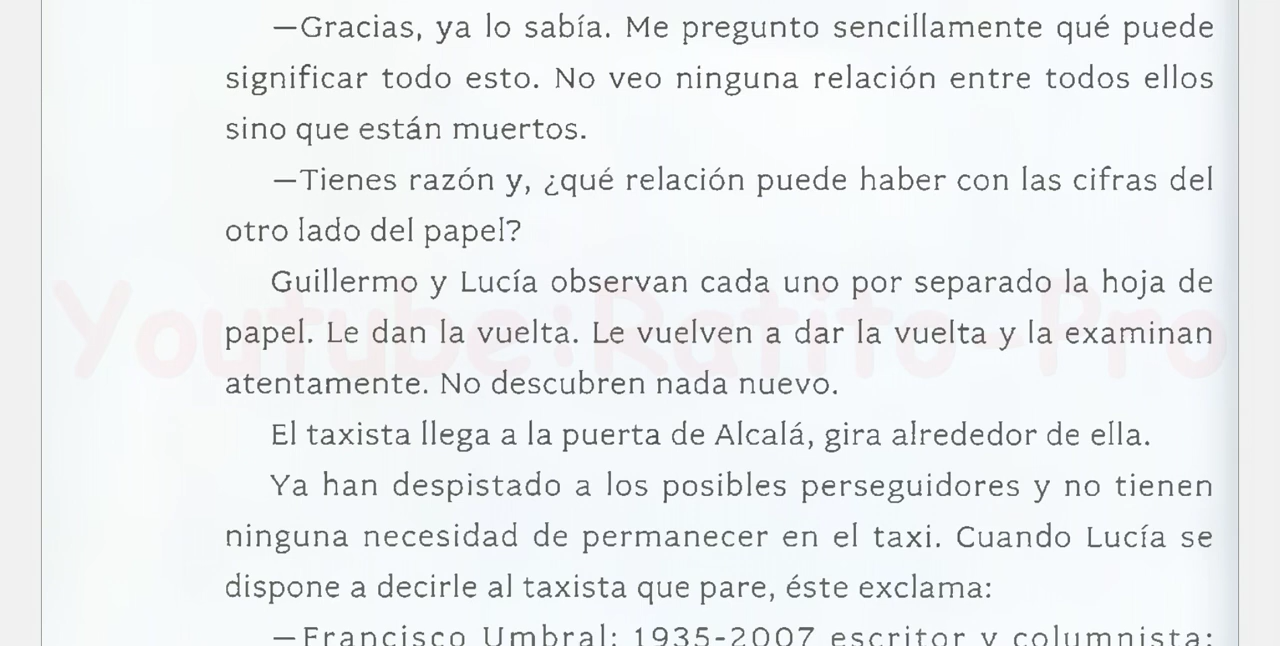 —Gracias, ya lo sabía. Me pregunto sencillamente qué puede
significar todo esto. No veo ninguna relación entre todos ellos
sino que están muertos.
—Tienes razón y, ¿qué relación puede haber con las cifras del
otro lado del papel?
Guillermo y Lucía observan cada uno por separado la hoja de
papel. Le dan la vuelta. Le vuelven a dar la vuelta y la examinan
atentamente. No descubren nada nuevo.
Youtube:Ratito-Pro
El taxista llega a la puerta de Alcalá, gira alrededor de ella.
Ya han despistado a los posibles perseguidores y no tienen
ninguna necesidad de permanecer en el taxi. Cuando Lucía se
dispone a decirle al taxista que pare, éste exclama:
—Francisco Umbral: 1935-2007 escritor y columnista;